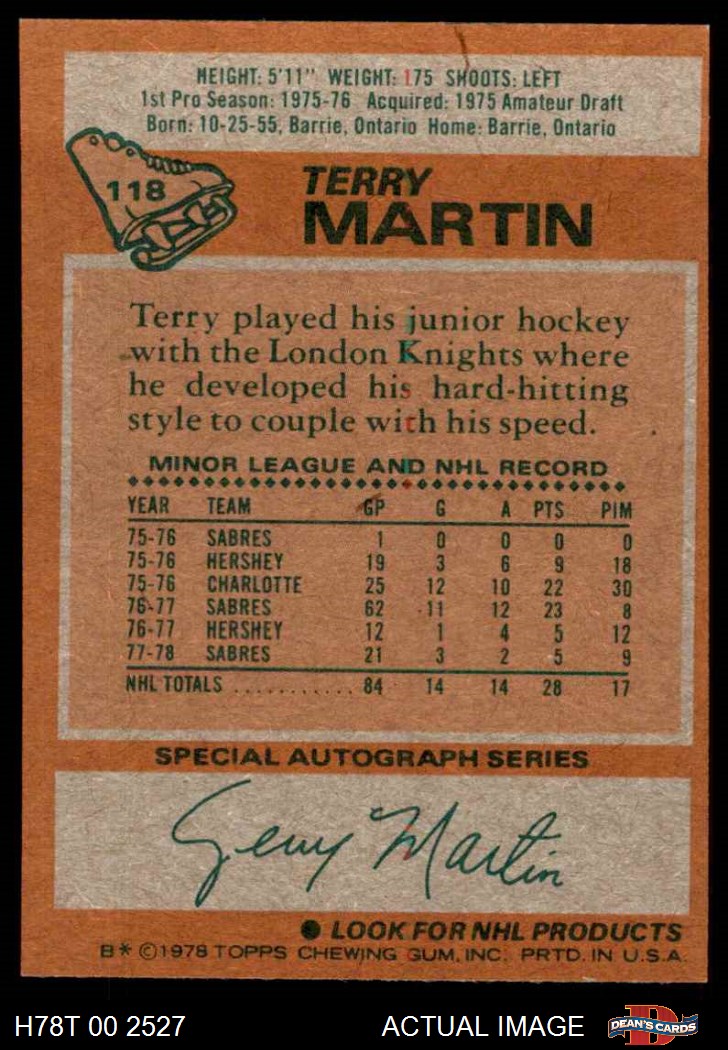 HEIGHT: 5'11" WEIGHT: 175 SHOOTS: LEFT
1st Pro Season: 1975-76 Acquired: 1975 Amateur Draft
Born: 10-25-55, Barrie, Ontario Home: Barrie, Ontario
118
TERRY
MARTIN
Terry played his junior hockey
with the London Knights where
he developed his hard-hitting
style to couple with his speed.
MINOR LEAGUE AND NHL RECORD
YEAR TEAM GP G A PTS PIM
75-76 SABRES 1 0 0 0 0
75-76 HERSHEY 19 3 6 9 18
75-76 CHARLOTTE 25 12 10 22 30
76-77 SABRES 62 11 12 23 8
76-77 HERSHEY 12 1 4 5 12
77-78 SABRES 21 3 2 5 9
NHL TOTALS ........... 84 14 14 28 17
SPECIAL AUTOGRAPH SERIES
Terry Martin
● LOOK FOR NHL PRODUCTS
B* ©1978 TOPPS CHEWING GUM, INC. PRTD. IN U.S.A.
H78T 00 2527 ACTUAL IMAGE D DEAN'S CARDS